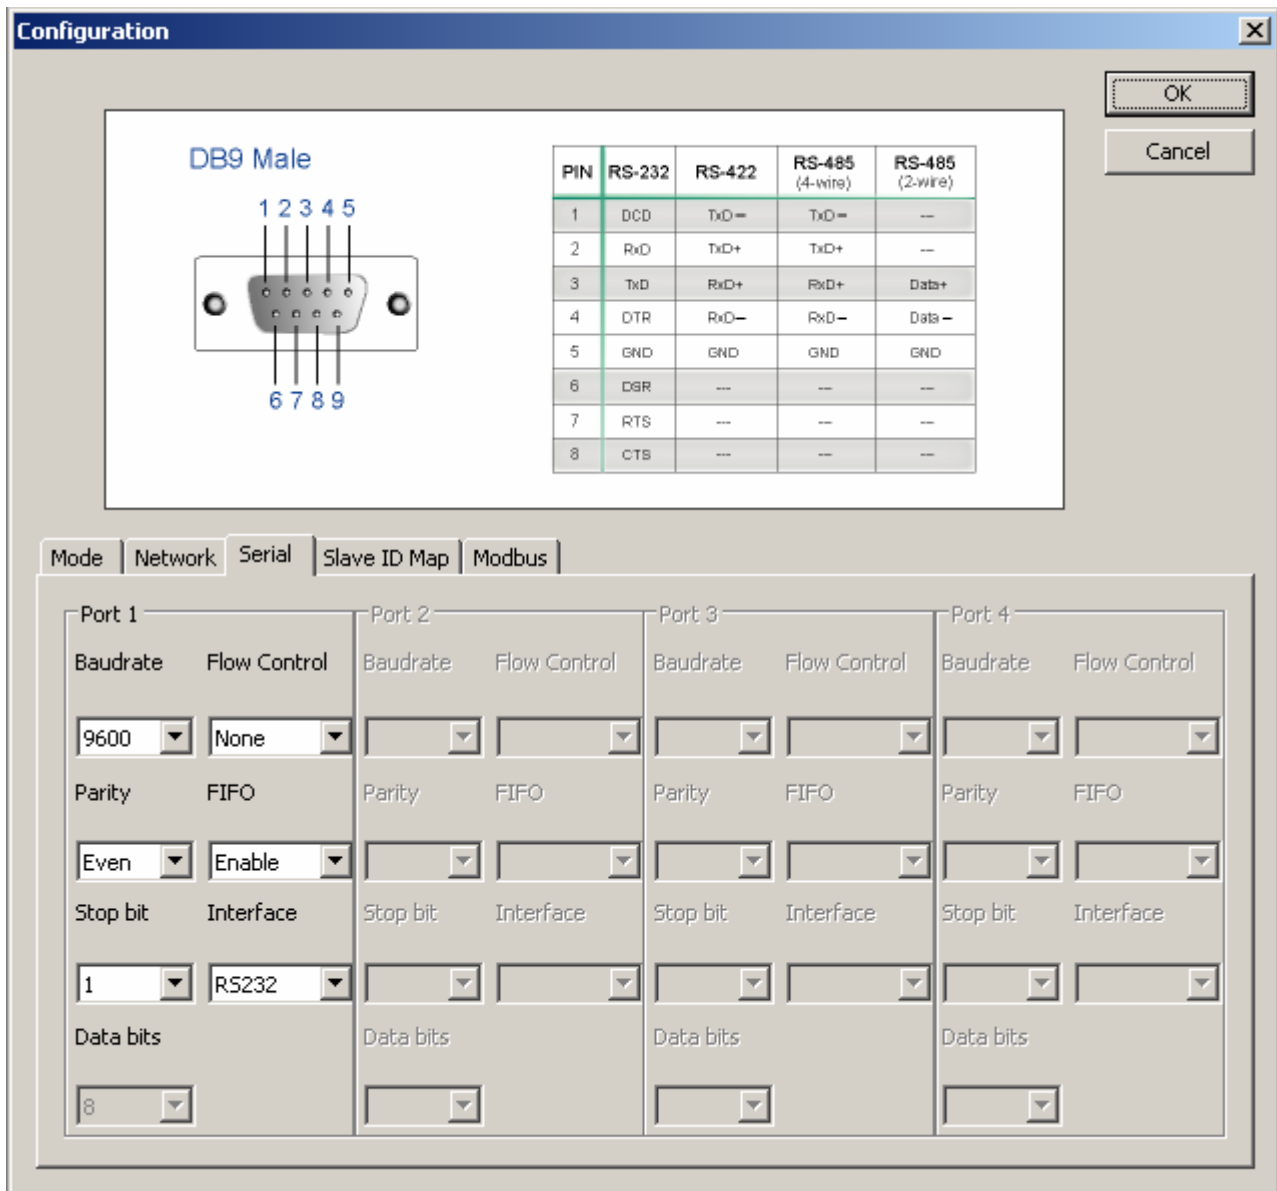 Configuration
OK
Cancel
DB9 Male
1 2 3 4 5
6 7 8 9
PIN RS-232 RS-422 RS-485 (4-wire) RS-485 (2-wire)
1 DCD TxD- TxD- ---
2 RxD TxD+ TxD+ ---
3 TxD RxD+ RxD+ Data+
4 DTR RxD- RxD- Data-
5 GND GND GND GND
6 DSR --- --- ---
7 RTS --- --- ---
8 CTS --- --- ---
Mode Network Serial Slave ID Map Modbus
Port 1 Port 2 Port 3 Port 4
Baudrate Flow Control Baudrate Flow Control Baudrate Flow Control Baudrate Flow Control
9600 None
Parity FIFO Parity FIFO Parity FIFO Parity FIFO
Even Enable
Stop bit Interface Stop bit Interface Stop bit Interface Stop bit Interface
1 RS232
Data bits Data bits Data bits Data bits
8